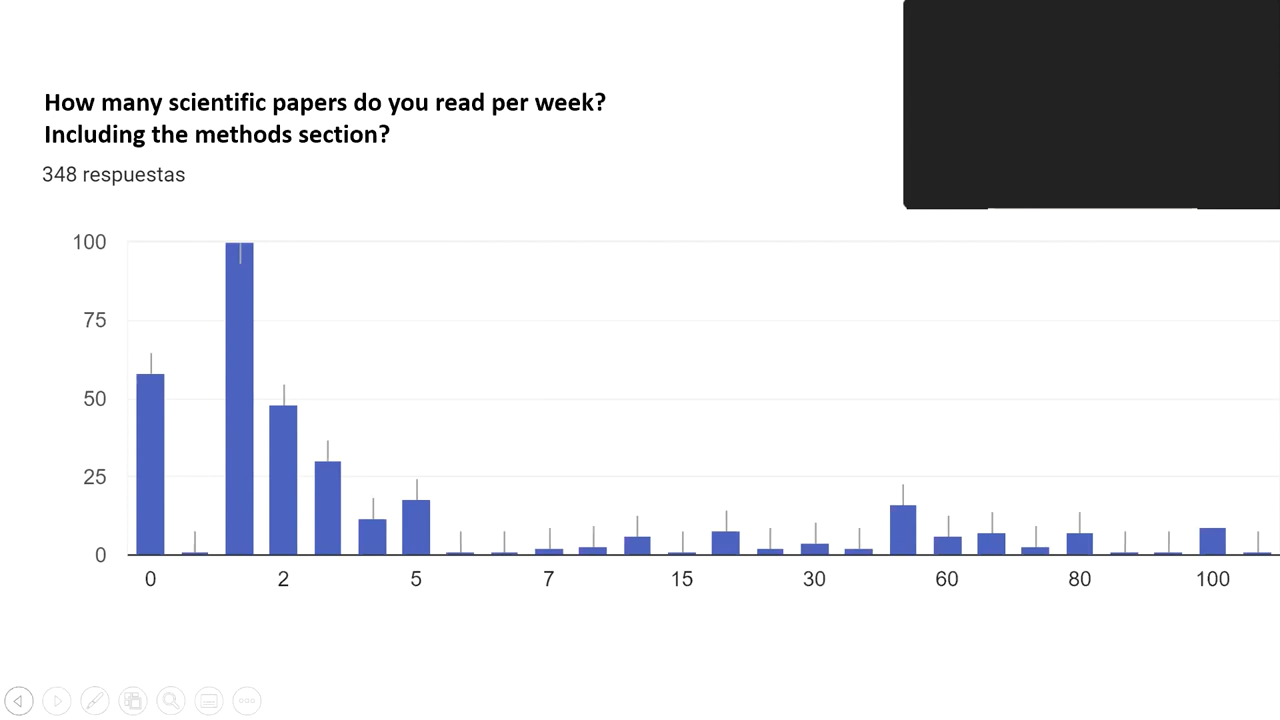 How many scientific papers do you read per week?
Including the methods section?
348 respuestas
100
75
50
25
0
0 2 5 7 15 30 60 80 100